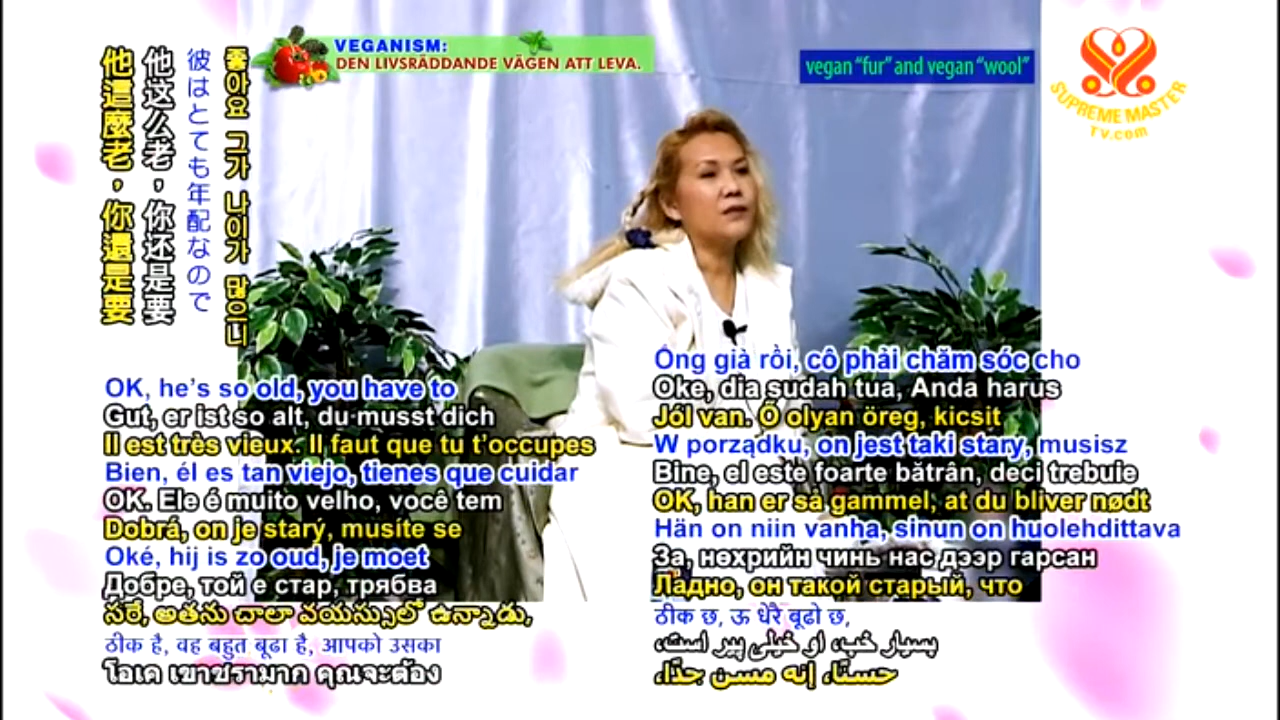 VEGANISM:
DEN LIVSRÄDDANDE VÄGEN ATT LEVA.
vegan “fur” and vegan “wool”
SUPREME MASTER
TV.com
좋아요 그가 나이가 많으니
彼はとても年配なので
他这么老，你还是要
他這麼老，你還是要
OK, he’s so old, you have to
Gut, er ist so alt, du musst dich
Il est très vieux. Il faut que tu t’occupes
Bien, él es tan viejo, tienes que cuidar
OK. Ele é muito velho, você tem
Dobrá, on je starý, musíte se
Oké, hij is zo oud, je moet
Добре, той е стар, трябва
సరే, అతను చాలా వయస్సులో ఉన్నాడు,
ठीक है, वह बहुत बूढा है, आपको उसका
โอเค เขาชรามาก คุณจะต้อง
Ông già rồi, cô phải chăm sóc cho
Oke, dia sudah tua, Anda harus
Jól van. Ő olyan öreg, kicsit
W porządku, on jest taki stary, musisz
Bine, el este foarte bătrân, deci trebuie
OK, han er så gammel, at du bliver nødt
Hän on niin vanha, sinun on huolehdittava
За, нөхрийн чинь нас дээр гарсан
Ладно, он такой старый, что
ठीक छ, ऊ धेरै बूढो छ,
بسیار خب، او خیلی پیر است،
حسنًا، إنه مسن جدًا،